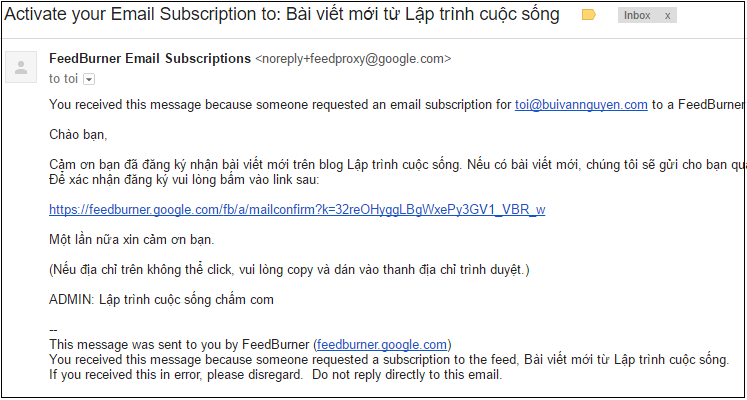 Activate your Email Subscription to: Bài viết mới từ Lập trình cuộc sống Inbox x
FeedBurner Email Subscriptions <noreply+feedproxy@google.com>
to toi
You received this message because someone requested an email subscription for toi@buivannguyen.com to a FeedBurner
Chào bạn,
Cảm ơn bạn đã đăng ký nhận bài viết mới trên blog Lập trình cuộc sống. Nếu có bài viết mới, chúng tôi sẽ gửi cho bạn qua
Để xác nhận đăng ký vui lòng bấm vào link sau:
https://feedburner.google.com/fb/a/mailconfirm?k=32reOHyggLBgWxePy3GV1_VBR_w
Một lần nữa xin cảm ơn bạn.
(Nếu địa chỉ trên không thể click, vui lòng copy và dán vào thanh địa chỉ trình duyệt.)
ADMIN: Lập trình cuộc sống chấm com
--
This message was sent to you by FeedBurner (feedburner.google.com)
You received this message because someone requested a subscription to the feed, Bài viết mới từ Lập trình cuộc sống.
If you received this in error, please disregard. Do not reply directly to this email.